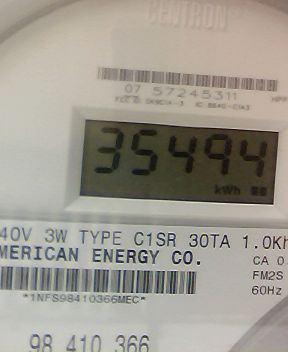 CENTRON®
07 57245311
35494
kWh
40V 3W TYPE C1SR 30TA 1.0Kh
MERICAN ENERGY CO.
CA 0.
FM2S
*1NFS98410366MEC*
60Hz
98 410 366